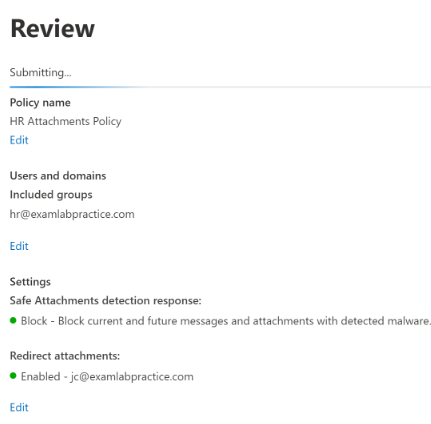 Review
Submitting...
Policy name
HR Attachments Policy
Edit
Users and domains
Included groups
hr@examlabpractice.com
Edit
Settings
Safe Attachments detection response:
Block - Block current and future messages and attachments with detected malware.
Redirect attachments:
Enabled - jc@examlabpractice.com
Edit